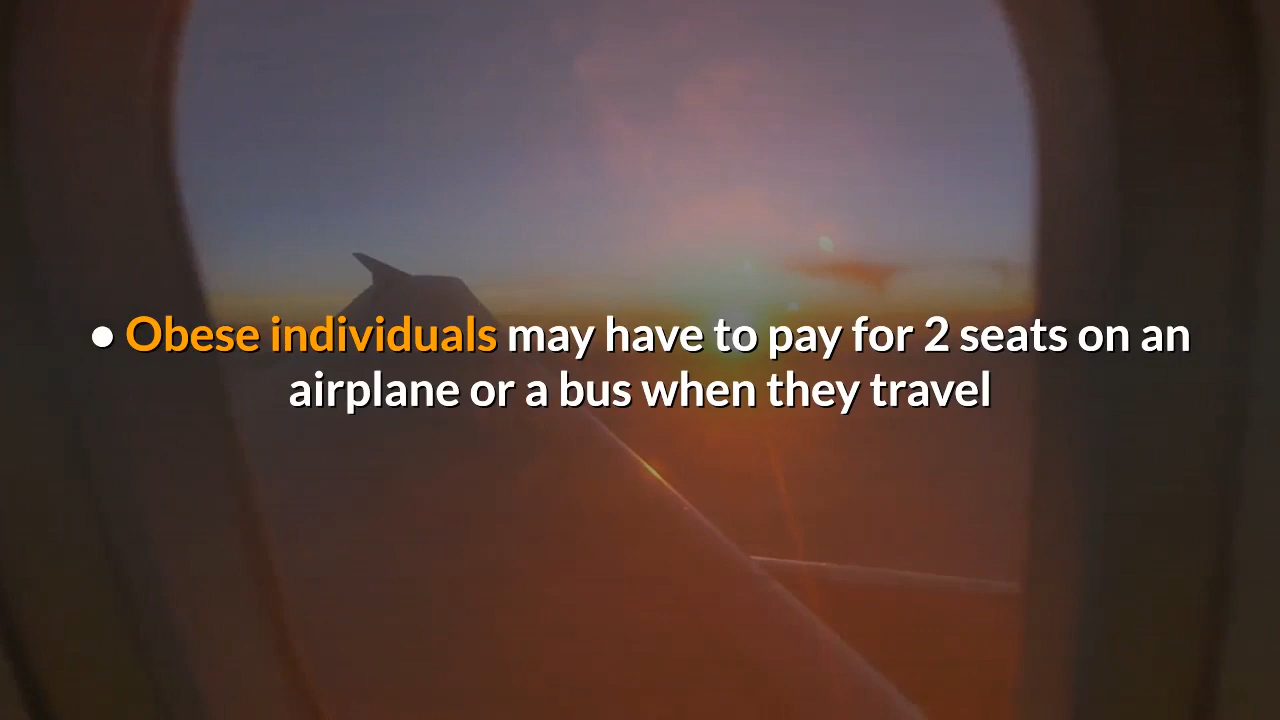 • Obese individuals may have to pay for 2 seats on an
airplane or a bus when they travel